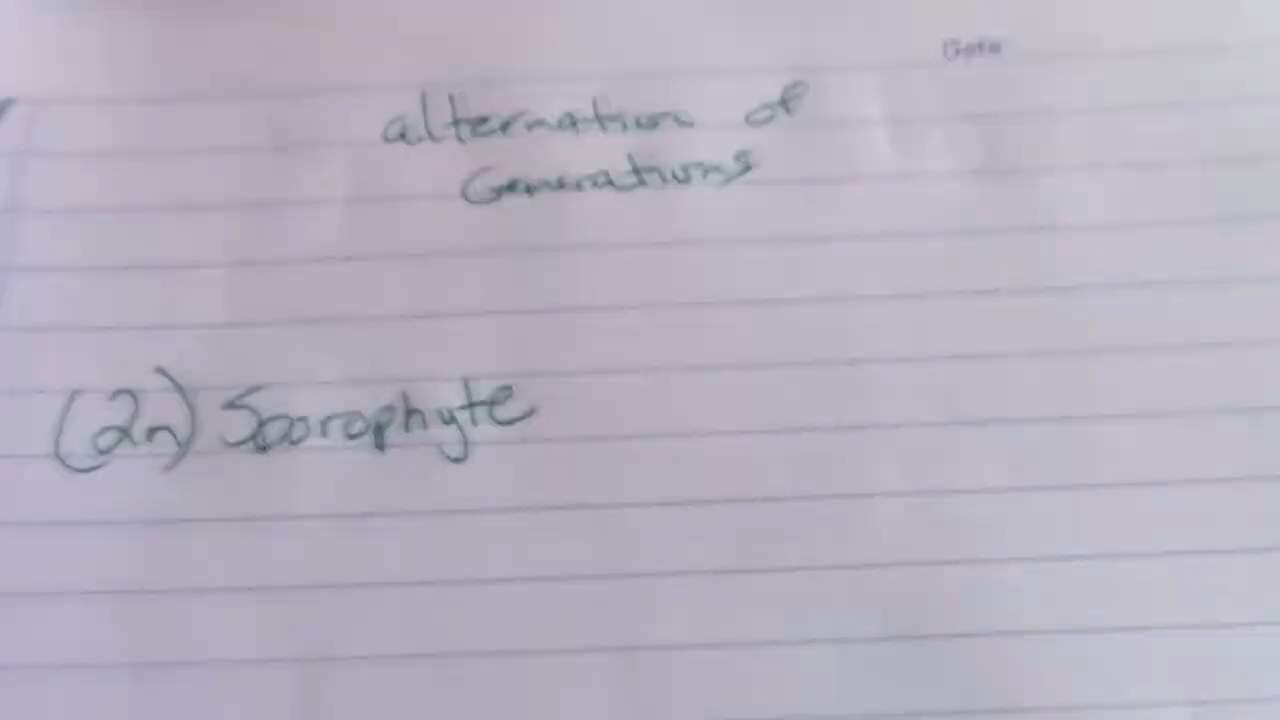 alternation of
Generations
(2n) Sporophyte